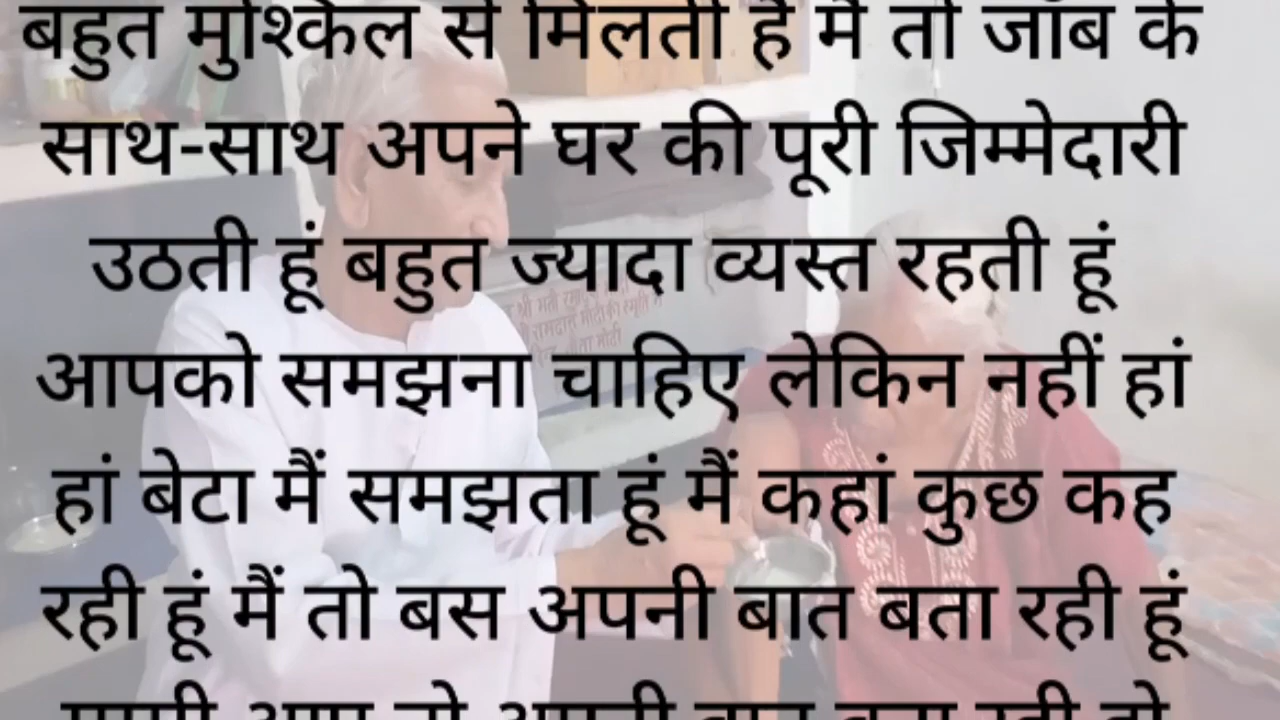 बहुत मुश्किल से मिलती है मैं तो जॉब के
साथ-साथ अपने घर की पूरी जिम्मेदारी
उठती हूं बहुत ज्यादा व्यस्त रहती हूं
आपको समझना चाहिए लेकिन नहीं हां
हां बेटा मैं समझता हूं मैं कहां कुछ कह
रही हूं मैं तो बस अपनी बात बता रही हूं